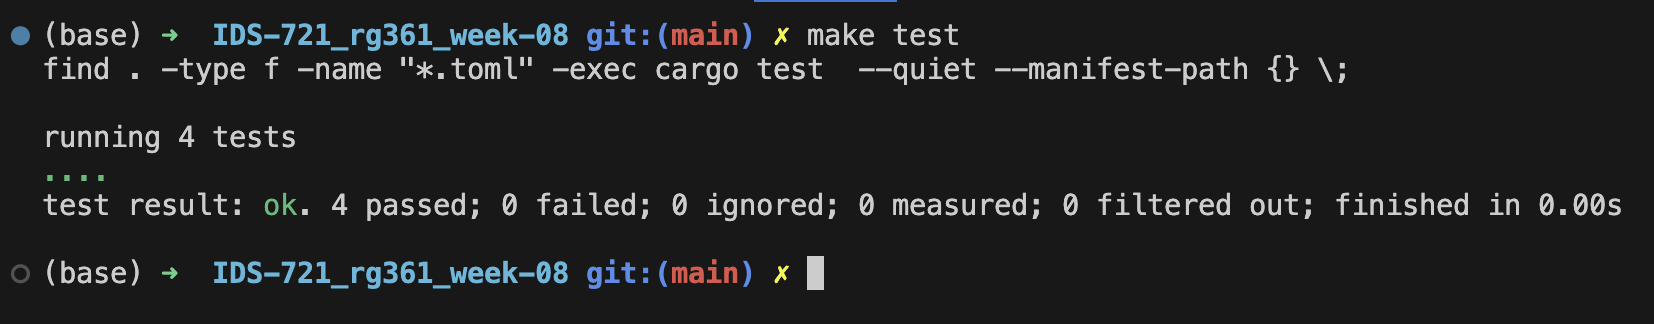 (base) ➜  IDS-721_rg361_week-08 git:(main) ✗ make test
find . -type f -name "*.toml" -exec cargo test  --quiet --manifest-path {} \;
running 4 tests
....
test result: ok. 4 passed; 0 failed; 0 ignored; 0 measured; 0 filtered out; finished in 0.00s
(base) ➜  IDS-721_rg361_week-08 git:(main) ✗